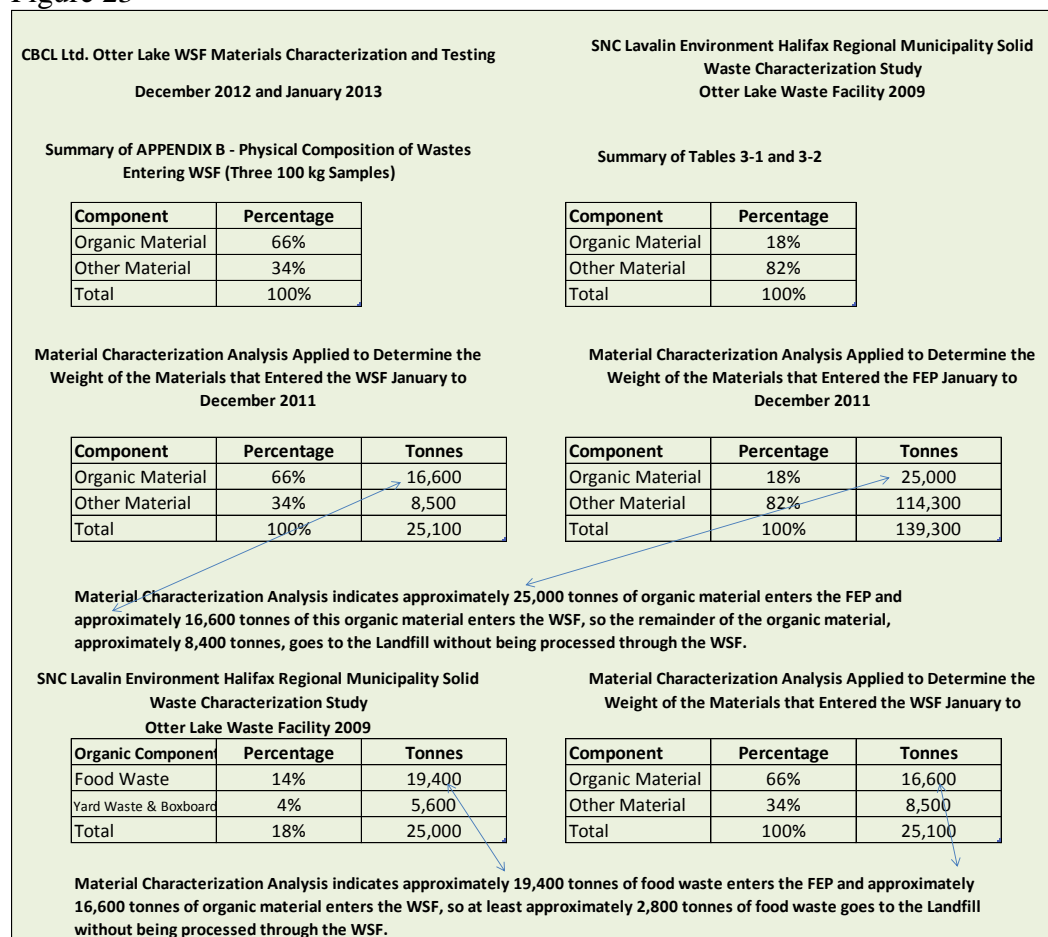 Figure 23
CBCL Ltd. Otter Lake WSF Materials Characterization and Testing
December 2012 and January 2013
SNC Lavalin Environment Halifax Regional Municipality Solid
Waste Characterization Study
Otter Lake Waste Facility 2009
Summary of APPENDIX B - Physical Composition of Wastes
Entering WSF (Three 100 kg Samples)
Summary of Tables 3-1 and 3-2
Component Percentage
Organic Material 66%
Other Material 34%
Total 100%
Component Percentage
Organic Material 18%
Other Material 82%
Total 100%
Material Characterization Analysis Applied to Determine the
Weight of the Materials that Entered the WSF January to
December 2011
Material Characterization Analysis Applied to Determine the
Weight of the Materials that Entered the FEP January to
December 2011
Component Percentage Tonnes
Organic Material 66% 16,600
Other Material 34% 8,500
Total 100% 25,100
Component Percentage Tonnes
Organic Material 18% 25,000
Other Material 82% 114,300
Total 100% 139,300
Material Characterization Analysis indicates approximately 25,000 tonnes of organic material enters the FEP and
approximately 16,600 tonnes of this organic material enters the WSF, so the remainder of the organic material,
approximately 8,400 tonnes, goes to the Landfill without being processed through the WSF.
SNC Lavalin Environment Halifax Regional Municipality Solid
Waste Characterization Study
Otter Lake Waste Facility 2009
Material Characterization Analysis Applied to Determine the
Weight of the Materials that Entered the WSF January to
Organic Component Percentage Tonnes
Food Waste 14% 19,400
Yard Waste & Boxboard 4% 5,600
Total 18% 25,000
Component Percentage Tonnes
Organic Material 66% 16,600
Other Material 34% 8,500
Total 100% 25,100
Material Characterization Analysis indicates approximately 19,400 tonnes of food waste enters the FEP and approximately
16,600 tonnes of organic material enters the WSF, so at least approximately 2,800 tonnes of food waste goes to the Landfill
without being processed through the WSF.